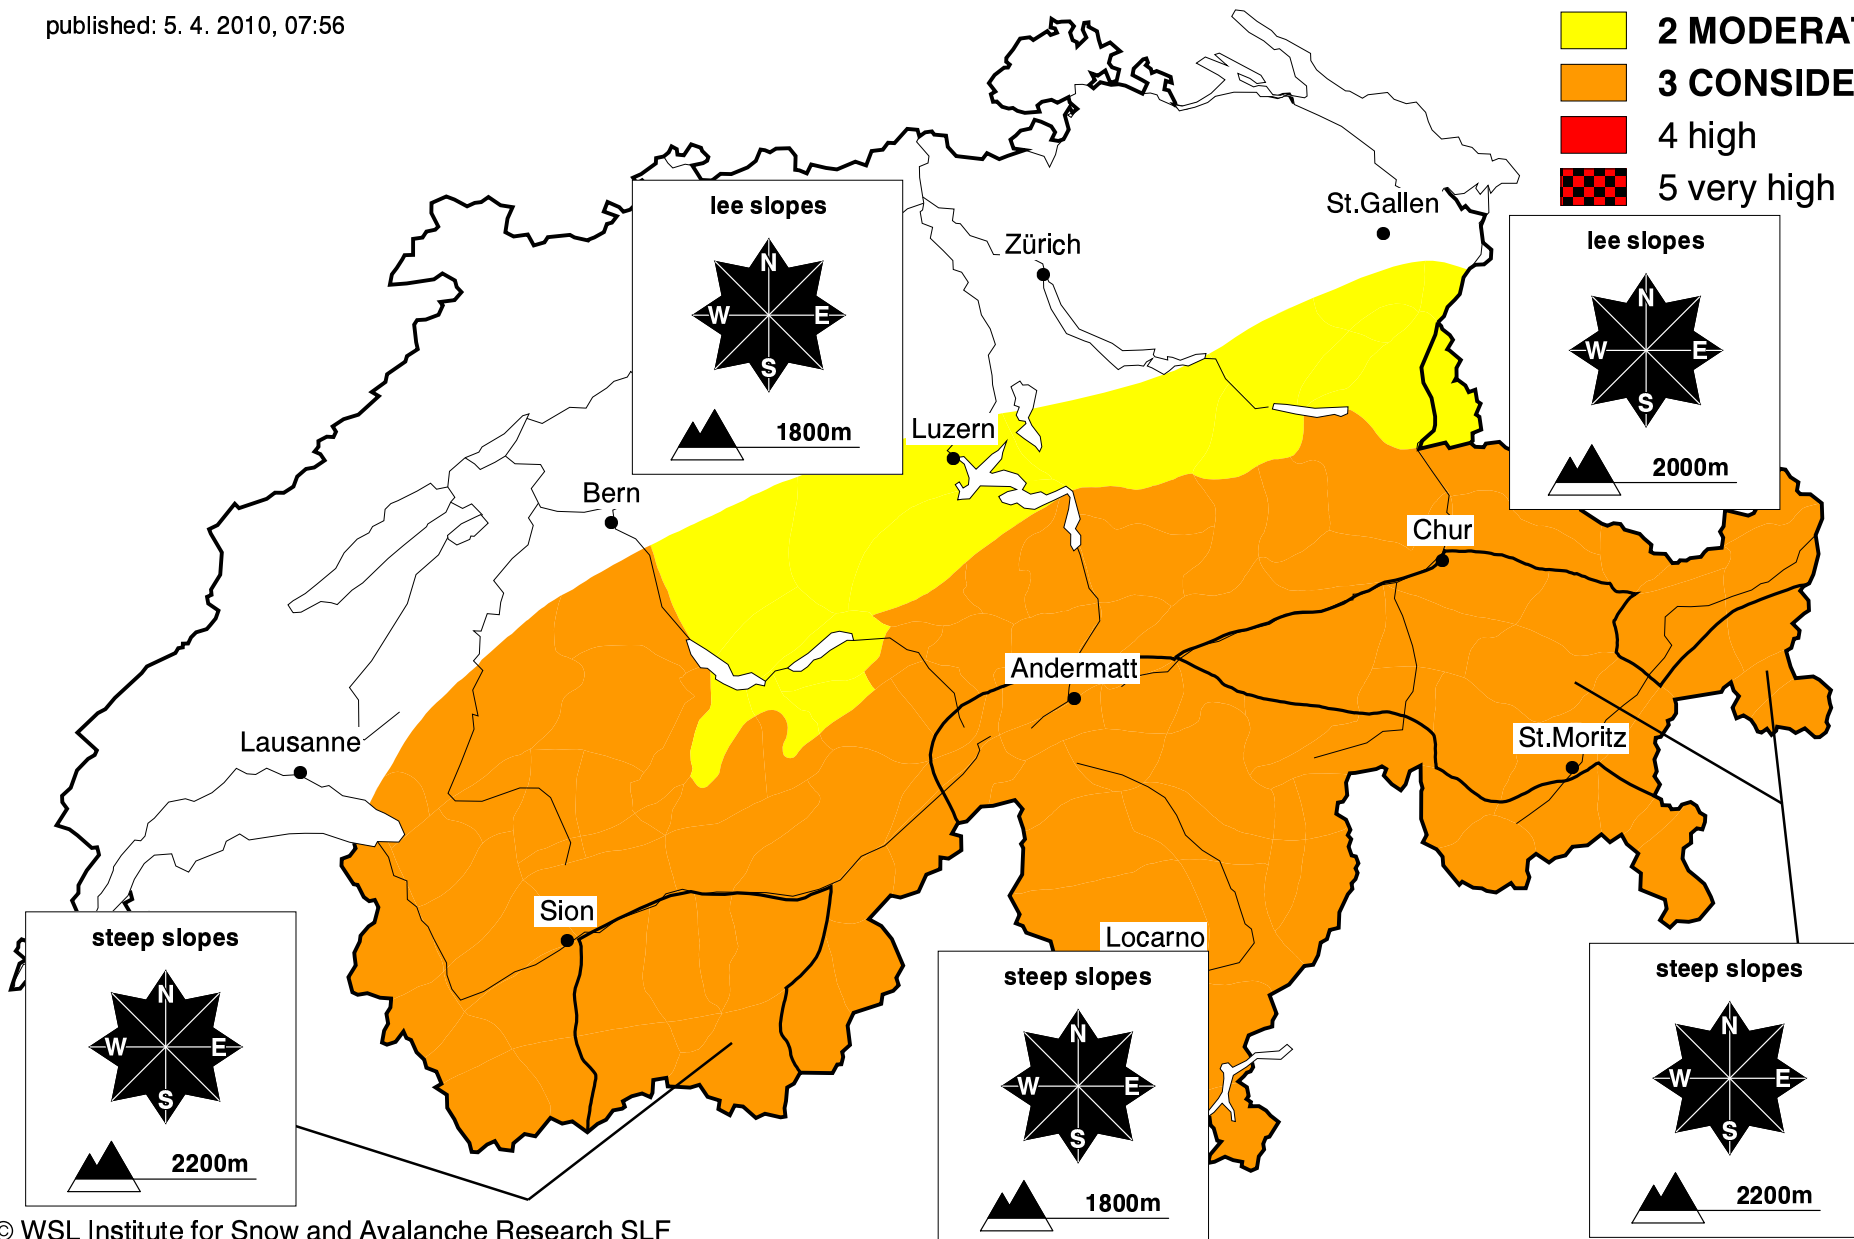 published: 5. 4. 2010, 07:56
2 MODERAT
3 CONSIDE
4 high
5 very high
lee slopes
N
W E
S
1800m
St.Gallen
Zürich
lee slopes
N
W E
S
2000m
Luzern
Bern
Chur
Andermatt
Lausanne
St.Moritz
Sion
Locarno
steep slopes
N
W E
S
2200m
steep slopes
N
W E
S
1800m
steep slopes
N
W E
S
2200m
© WSL Institute for Snow and Avalanche Research SLF